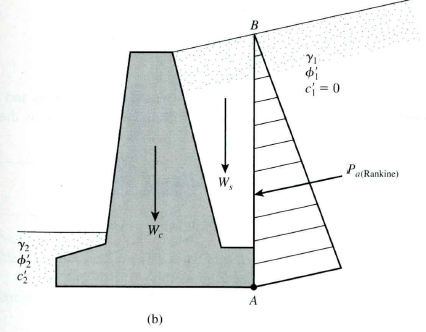 B
γ₁
ϕ′₁
c′₁ = 0
Pa(Rankine)
Ws
Wc
γ₂
ϕ′₂
c′₂
A
(b)